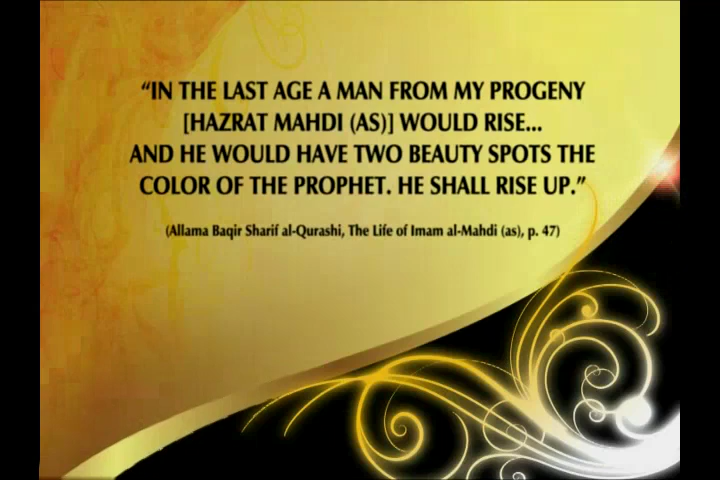 “IN THE LAST AGE A MAN FROM MY PROGENY
[HAZRAT MAHDI (AS)] WOULD RISE...
AND HE WOULD HAVE TWO BEAUTY SPOTS THE
COLOR OF THE PROPHET. HE SHALL RISE UP.”
(Allama Baqir Sharif al-Qurashi, The Life of Imam al-Mahdi (as), p. 47)